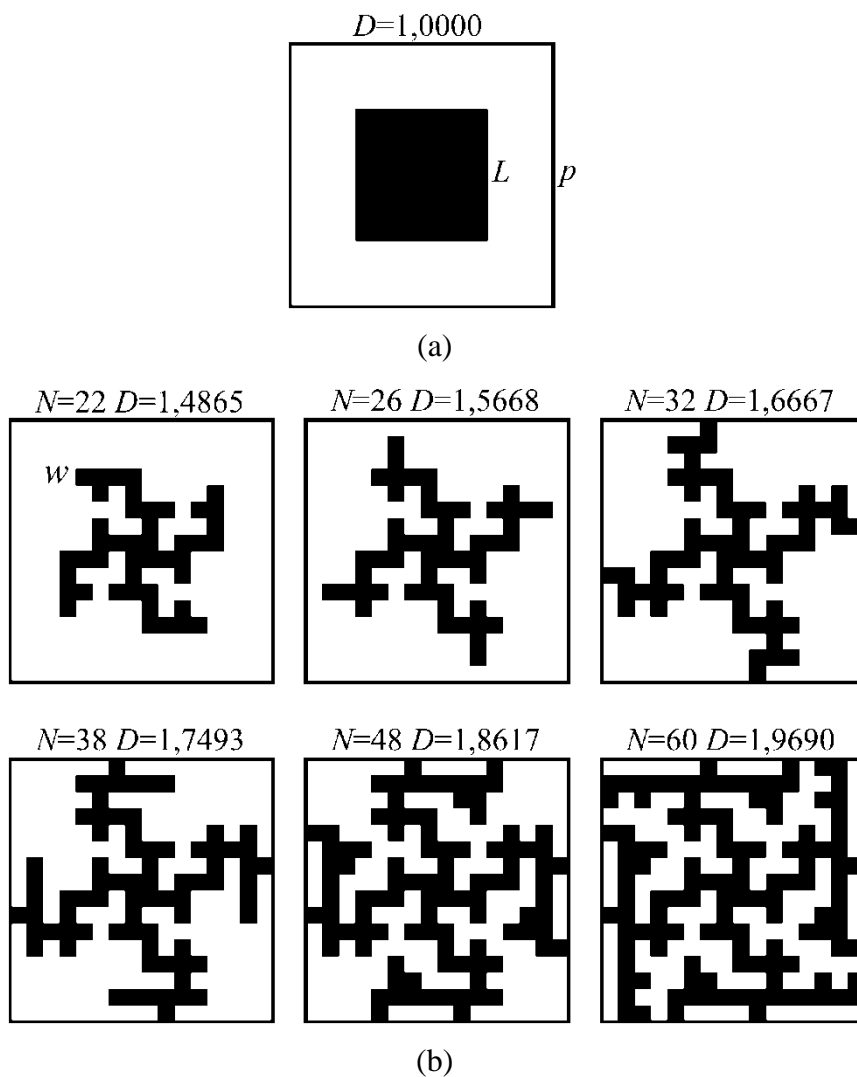 D=1,0000
L p
(a)
N=22 D=1,4865 N=26 D=1,5668 N=32 D=1,6667
w
N=38 D=1,7493 N=48 D=1,8617 N=60 D=1,9690
(b)